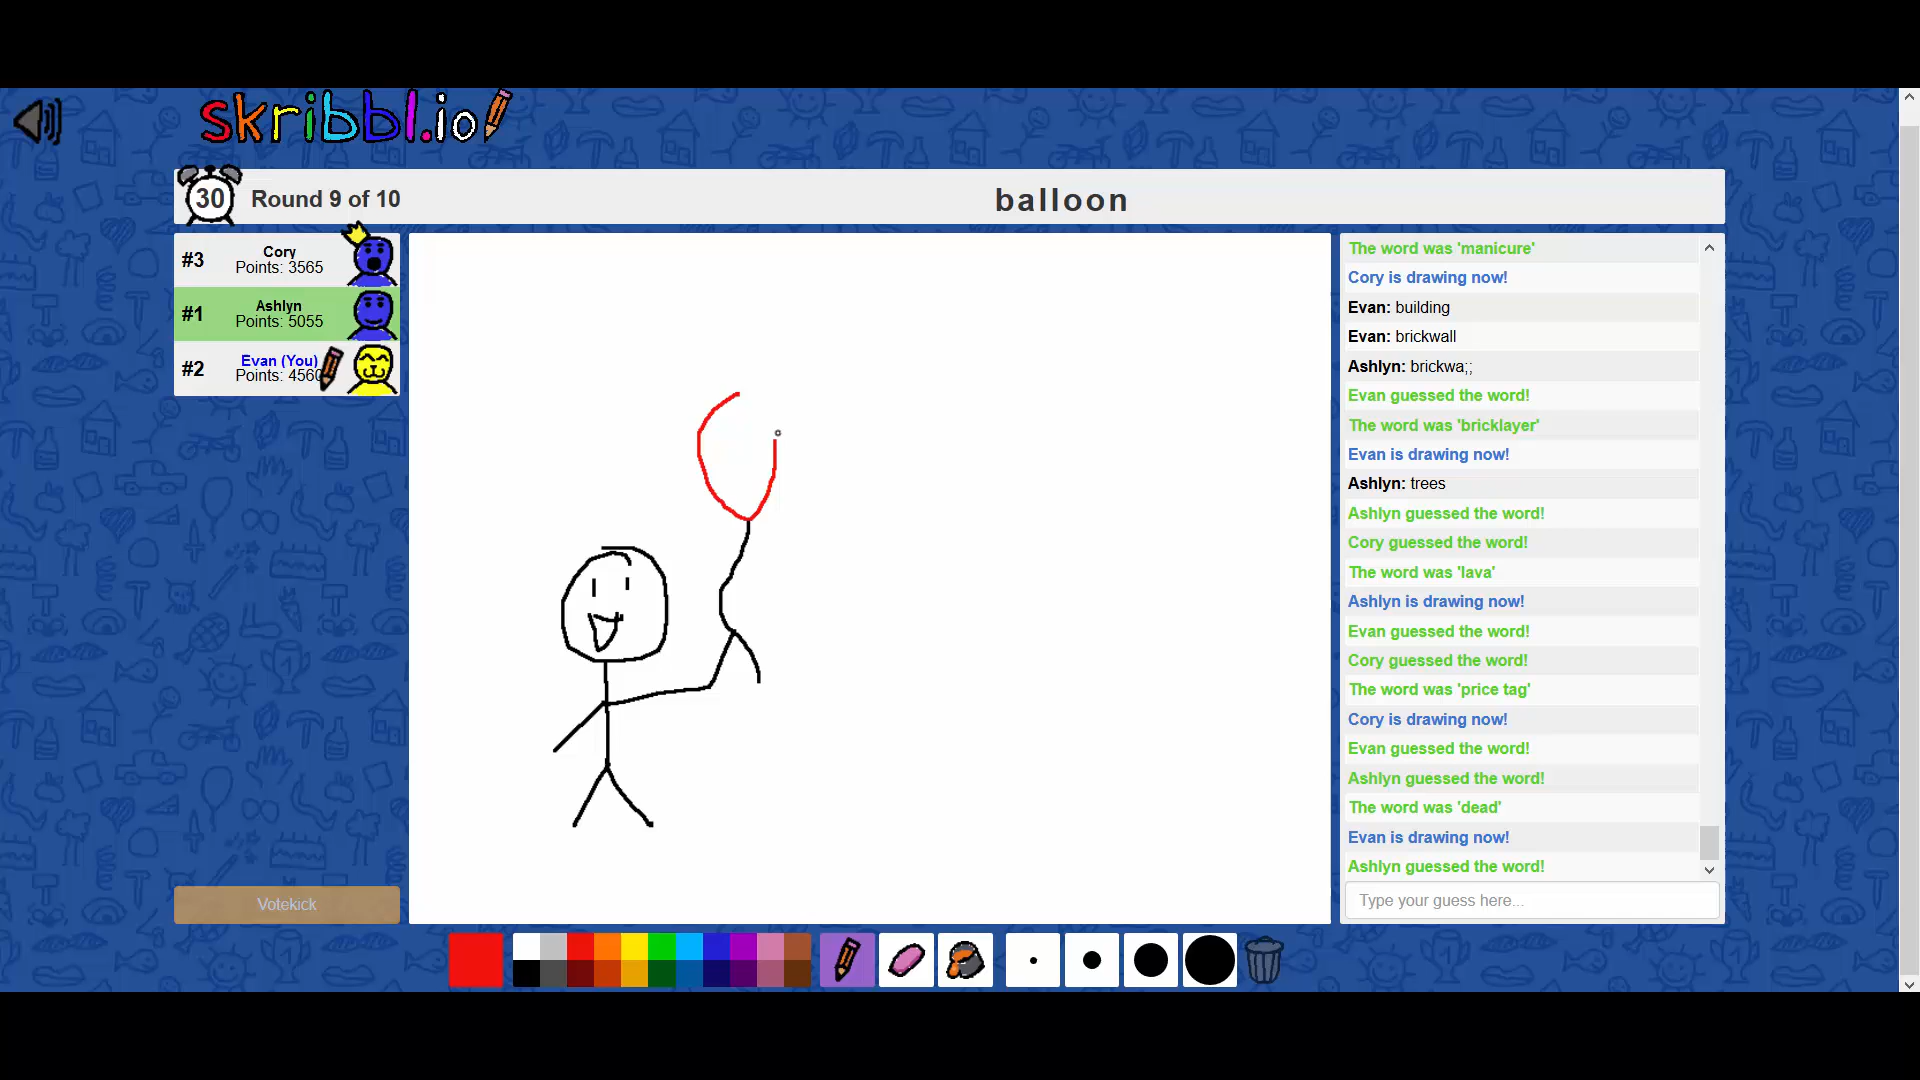 skribbl.io
30
Round 9 of 10
balloon
#3
Cory
Points: 3565
#1
Ashlyn
Points: 5055
#2
Evan (You)
Points: 4560
Votekick
The word was 'manicure'
Cory is drawing now!
Evan: building
Evan: brickwall
Ashlyn: brickwa;;
Evan guessed the word!
The word was 'bricklayer'
Evan is drawing now!
Ashlyn: trees
Ashlyn guessed the word!
Cory guessed the word!
The word was 'lava'
Ashlyn is drawing now!
Evan guessed the word!
Cory guessed the word!
The word was 'price tag'
Cory is drawing now!
Evan guessed the word!
Ashlyn guessed the word!
The word was 'dead'
Evan is drawing now!
Ashlyn guessed the word!
Type your guess here...